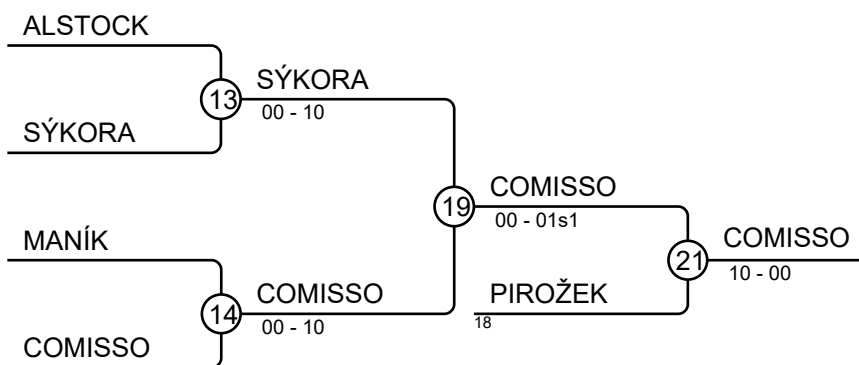 ALSTOCK
13
SÝKORA
00 - 10
SÝKORA
19
COMISSO
00 - 01s1
MANÍK
21
COMISSO
10 - 00
14
COMISSO
00 - 10
PIROŽEK
18
COMISSO